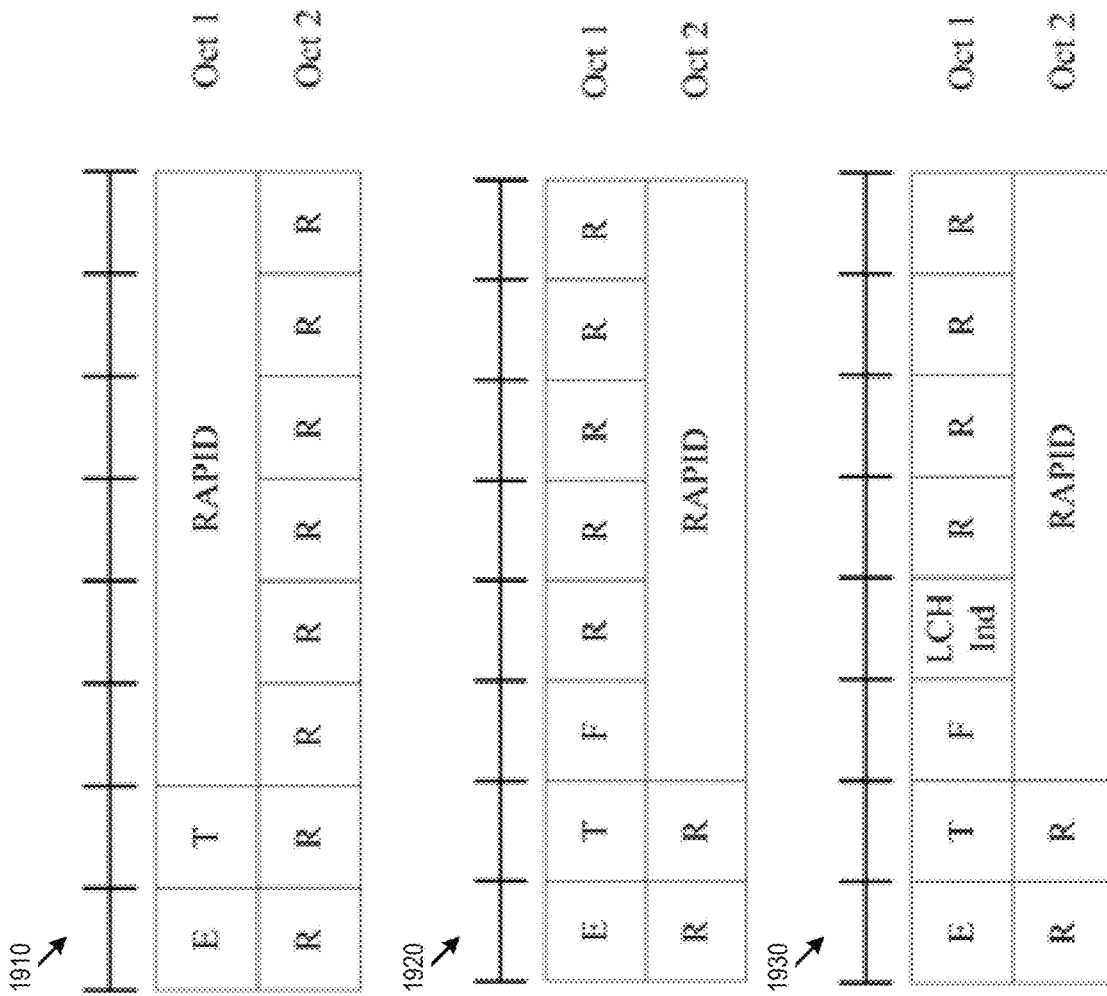 1910
E T RAPID Oct 1
R R R R R R R R Oct 2
1920
E T F R R R R R Oct 1
R R RAPID Oct 2
1930
E T F LCH Ind R R R R Oct 1
R R RAPID Oct 2